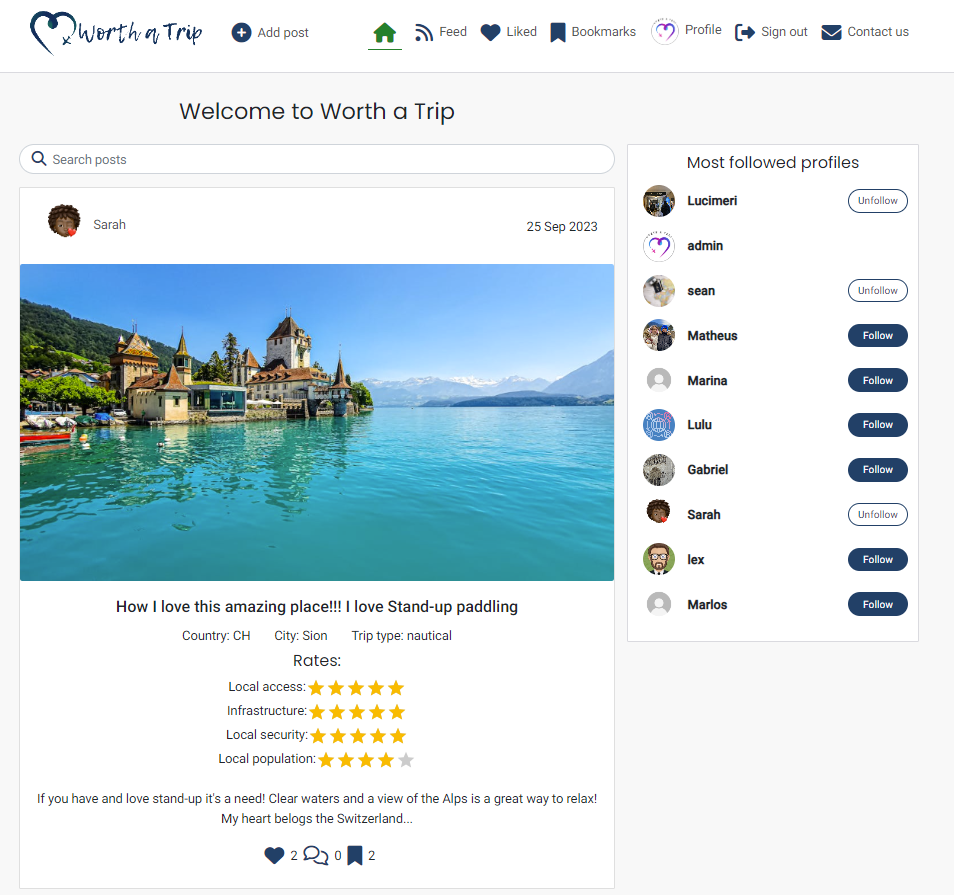 Worth a Trip
Add post
Feed
Liked
Bookmarks
Profile
Sign out
Contact us
Welcome to Worth a Trip
Search posts
Sarah
25 Sep 2023
How I love this amazing place!!! I love Stand-up paddling
Country: CH City: Sion Trip type: nautical
Rates:
Local access:
Infrastructure:
Local security:
Local population:
If you have and love stand-up it's a need! Clear waters and a view of the Alps is a great way to relax!
My heart belogs the Switzerland...
2 0 2
Most followed profiles
Lucimeri Unfollow
admin
sean Unfollow
Matheus Follow
Marina Follow
Lulu Follow
Gabriel Follow
Sarah Unfollow
lex Follow
Marlos Follow